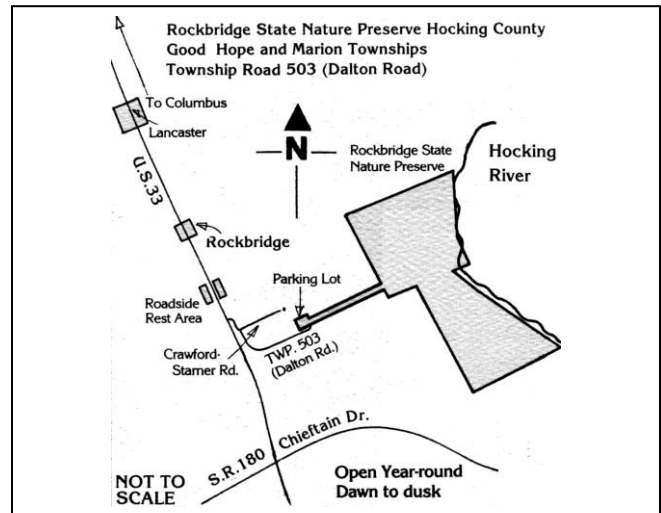 Rockbridge State Nature Preserve Hocking County
Good Hope and Marion Townships
Township Road 503 (Dalton Road)
To Columbus
Lancaster
N
Rockbridge State
Nature Preserve
Hocking
River
U.S.33
Rockbridge
Parking Lot
Roadside
Rest Area
Crawford-
Starner Rd.
TWP. 503
(Dalton Rd.)
S.R.180 Chieftain Dr.
NOT TO
SCALE
Open Year-round
Dawn to dusk